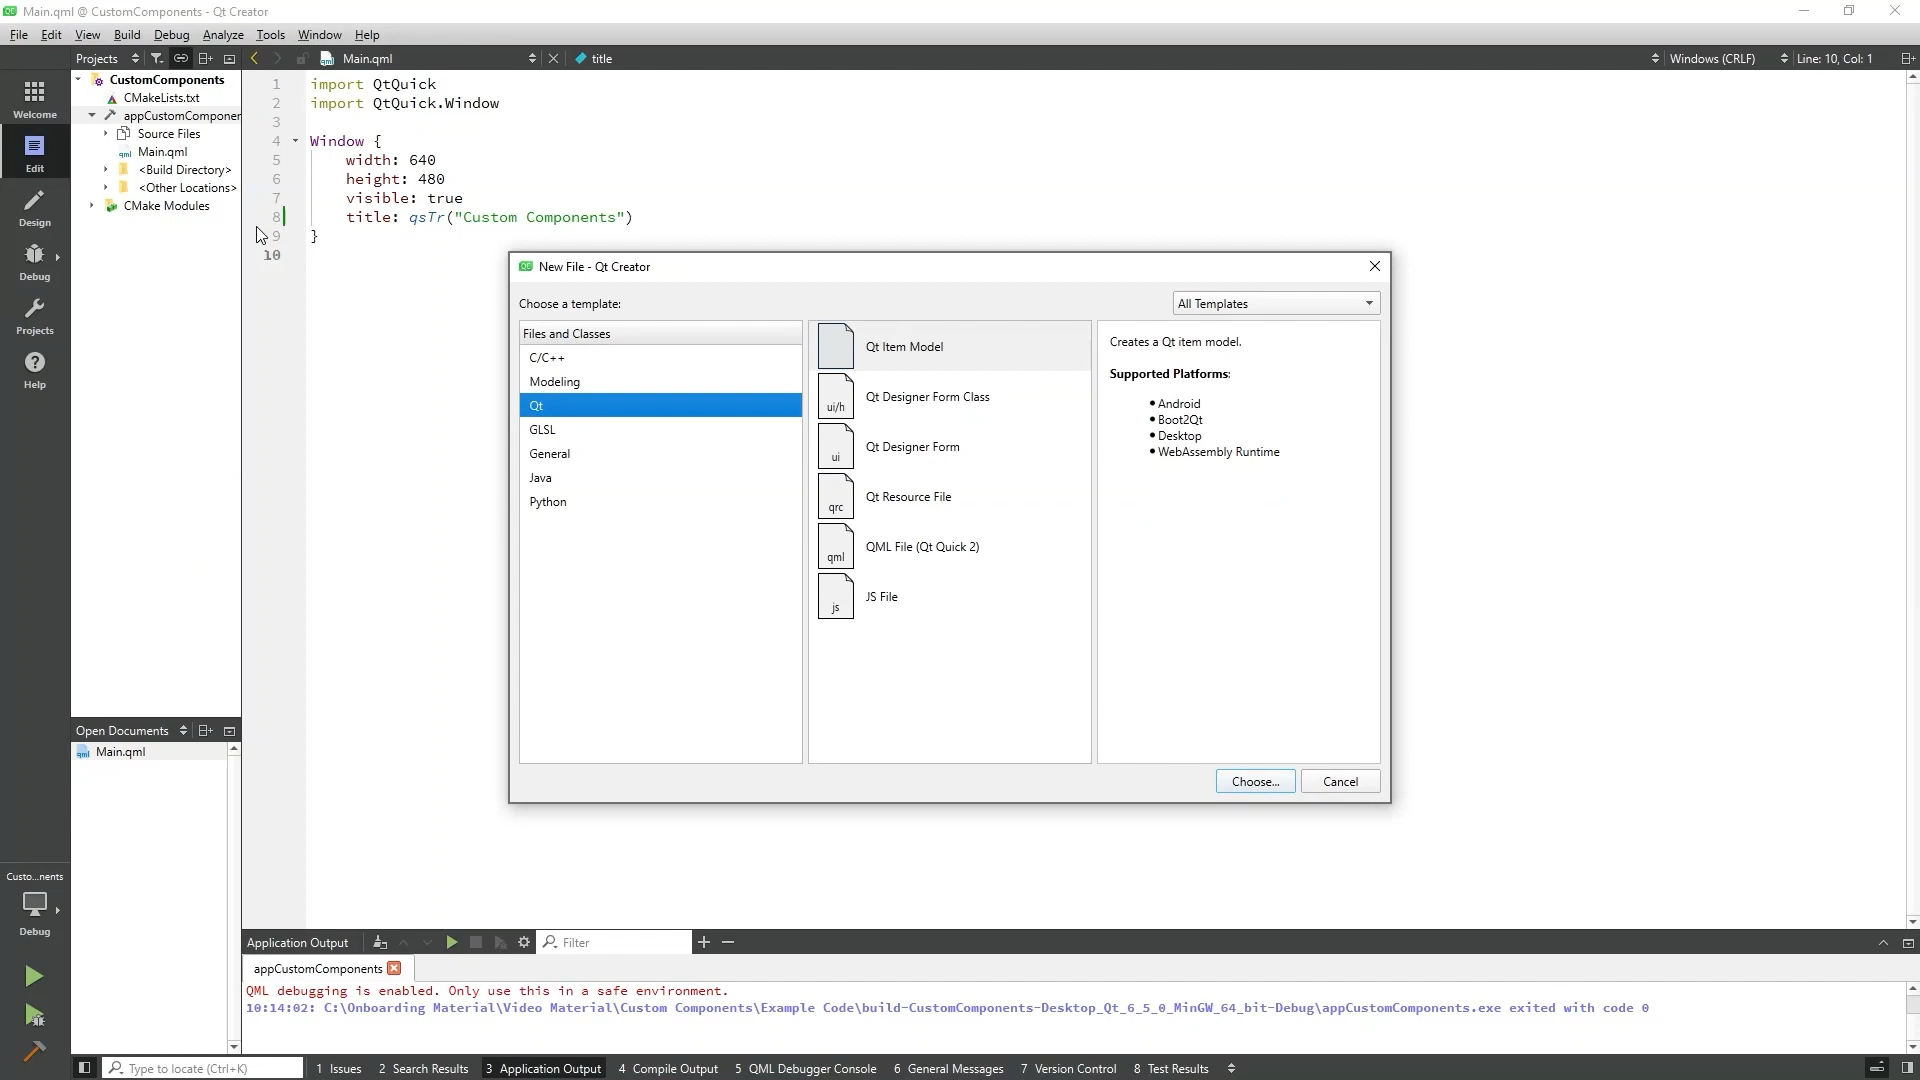 Main.qml @ CustomComponents - Qt Creator
File Edit View Build Debug Analyze Tools Window Help
Projects Main.qml title Windows (CRLF) Line: 10, Col: 1
Welcome
Edit
Design
Debug
Projects
Help
CustomComponents
CMakeLists.txt
appCustomComponer
Source Files
Main.qml
<Build Directory>
<Other Locations>
CMake Modules
1 import QtQuick
2 import QtQuick.Window
3
4 Window {
5 width: 640
6 height: 480
7 visible: true
8 title: qsTr("Custom Components")
9 }
10
New File - Qt Creator
Choose a template: All Templates
Files and Classes
C/C++
Modeling
Qt
GLSL
General
Java
Python
Qt Item Model
ui/h Qt Designer Form Class
ui Qt Designer Form
qrc Qt Resource File
qml QML File (Qt Quick 2)
js JS File
Creates a Qt item model.
Supported Platforms:
• Android
• Boot2Qt
• Desktop
• WebAssembly Runtime
Choose... Cancel
Open Documents
Main.qml
Custo...nents
Debug
Application Output Filter
appCustomComponents
QML debugging is enabled. Only use this in a safe environment.
10:14:02: C:\Onboarding Material\Video Material\Custom Components\Example Code\build-CustomComponents-Desktop_Qt_6_5_0_MinGW_64_bit-Debug\appCustomComponents.exe exited with code 0
Type to locate (Ctrl+K) 1 Issues 2 Search Results 3 Application Output 4 Compile Output 5 QML Debugger Console 6 General Messages 7 Version Control 8 Test Results